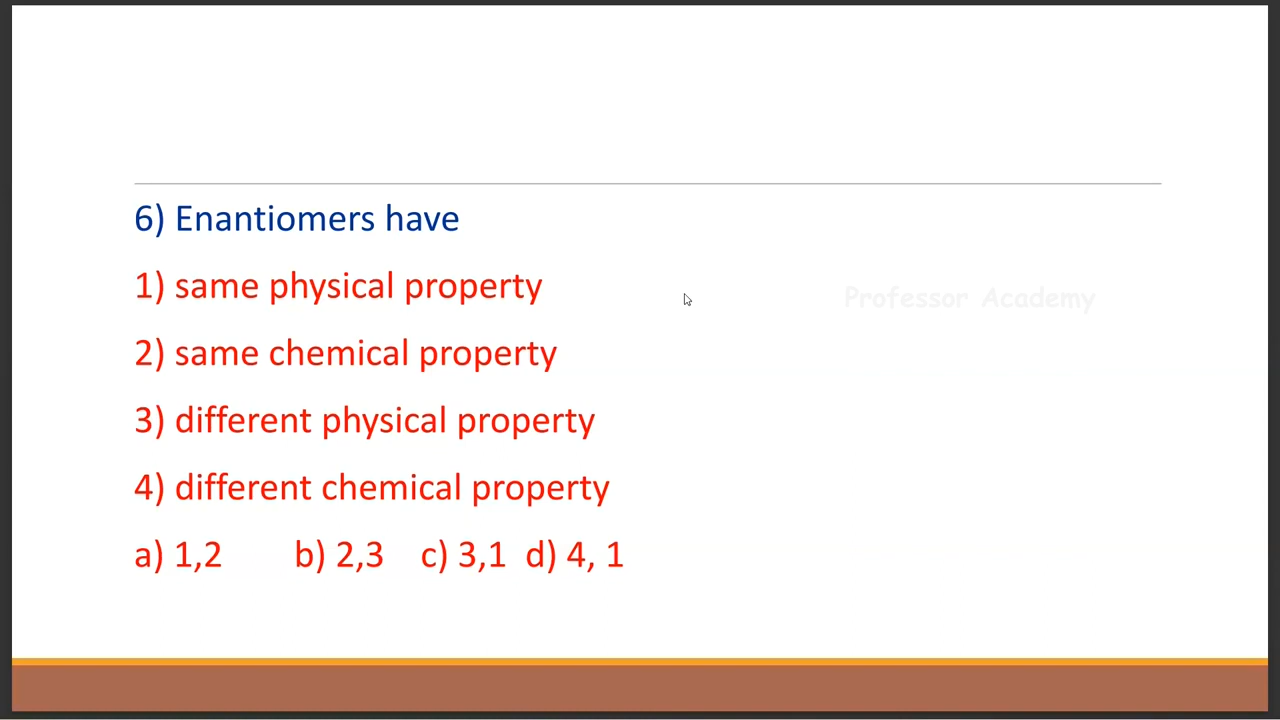 6) Enantiomers have
1) same physical property
Professor Academy
2) same chemical property
3) different physical property
4) different chemical property
a) 1,2 b) 2,3 c) 3,1 d) 4, 1